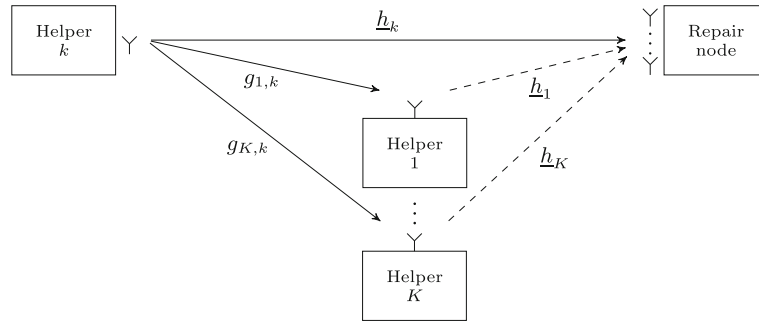 Helper
k
h_k
Repair
node
g_{1,k}
h_1
Helper
1
g_{K,k}
h_K
Helper
K